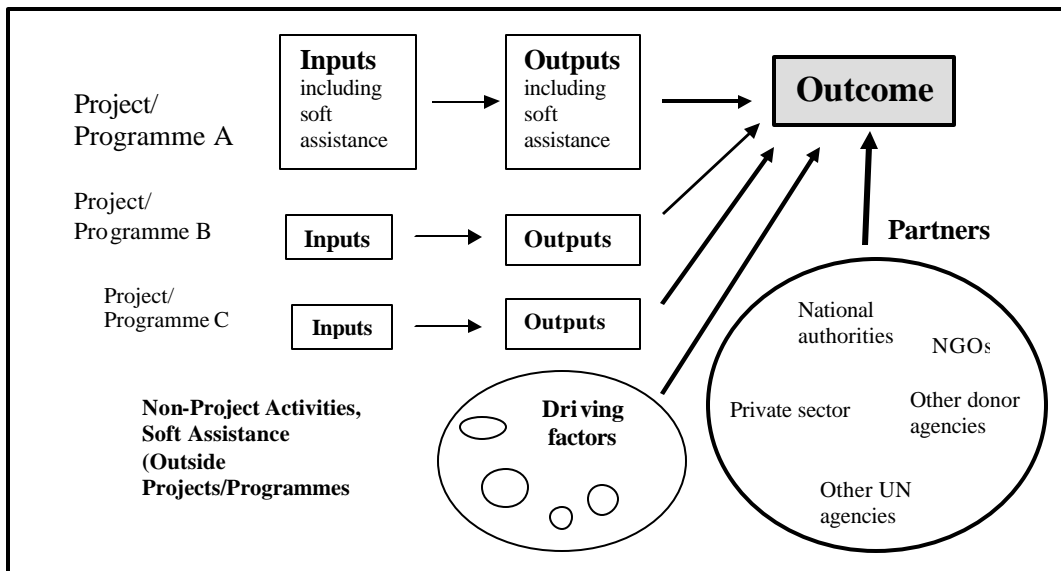 Project/
Programme A
Inputs
including
soft
assistance
Outputs
including
soft
assistance
Outcome
Project/
Programme B
Inputs
Outputs
Project/
Programme C
Inputs
Outputs
Non-Project Activities,
Soft Assistance
(Outside
Projects/Programmes
Driving
factors
Partners
National
authorities
NGOs
Private sector
Other donor
agencies
Other UN
agencies